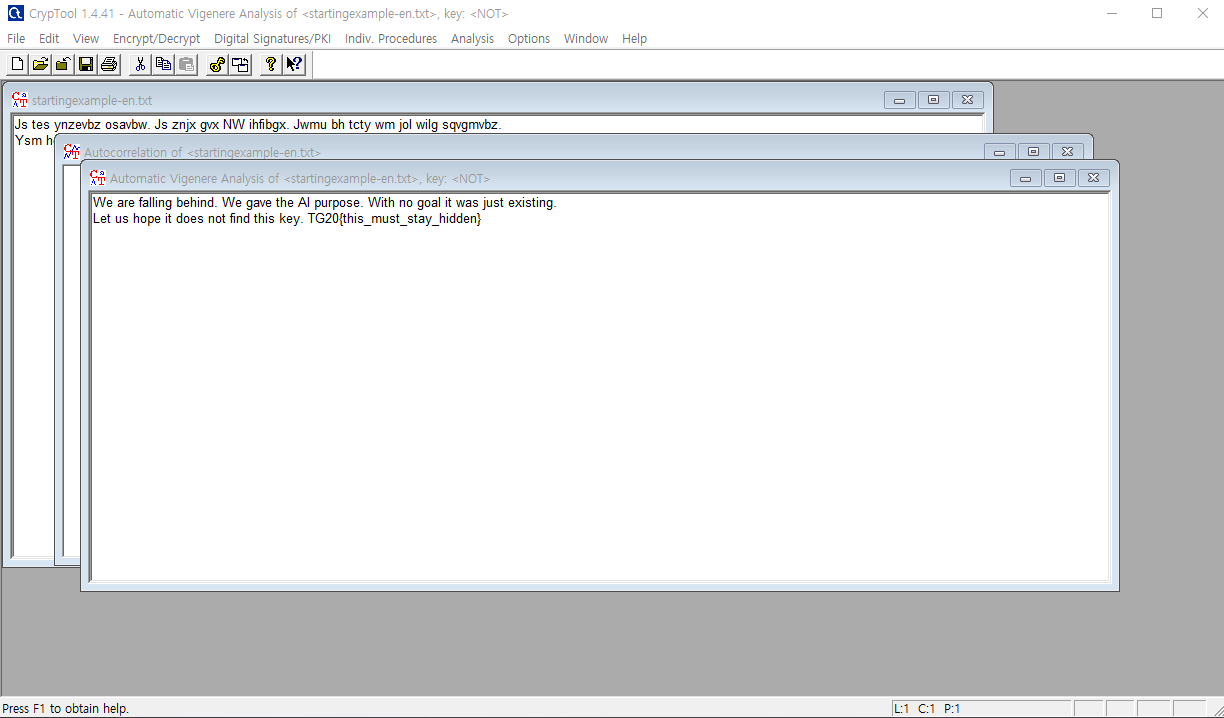 CrypTool 1.4.41 - Automatic Vigenere Analysis of <startingexample-en.txt>, key: <NOT>
File Edit View Encrypt/Decrypt Digital Signatures/PKI Indiv. Procedures Analysis Options Window Help
startingexample-en.txt
Js tes ynzevbz osavbw. Js znjx gvx NW ihfibgx. Jwmu bh tcty wm jol wilg sqvgmvbz.
Ysm h
Autocorrelation of <startingexample-en.txt>
Automatic Vigenere Analysis of <startingexample-en.txt>, key: <NOT>
We are falling behind. We gave the AI purpose. With no goal it was just existing.
Let us hope it does not find this key. TG20{this_must_stay_hidden}
Press F1 to obtain help.
L:1 C:1 P:1